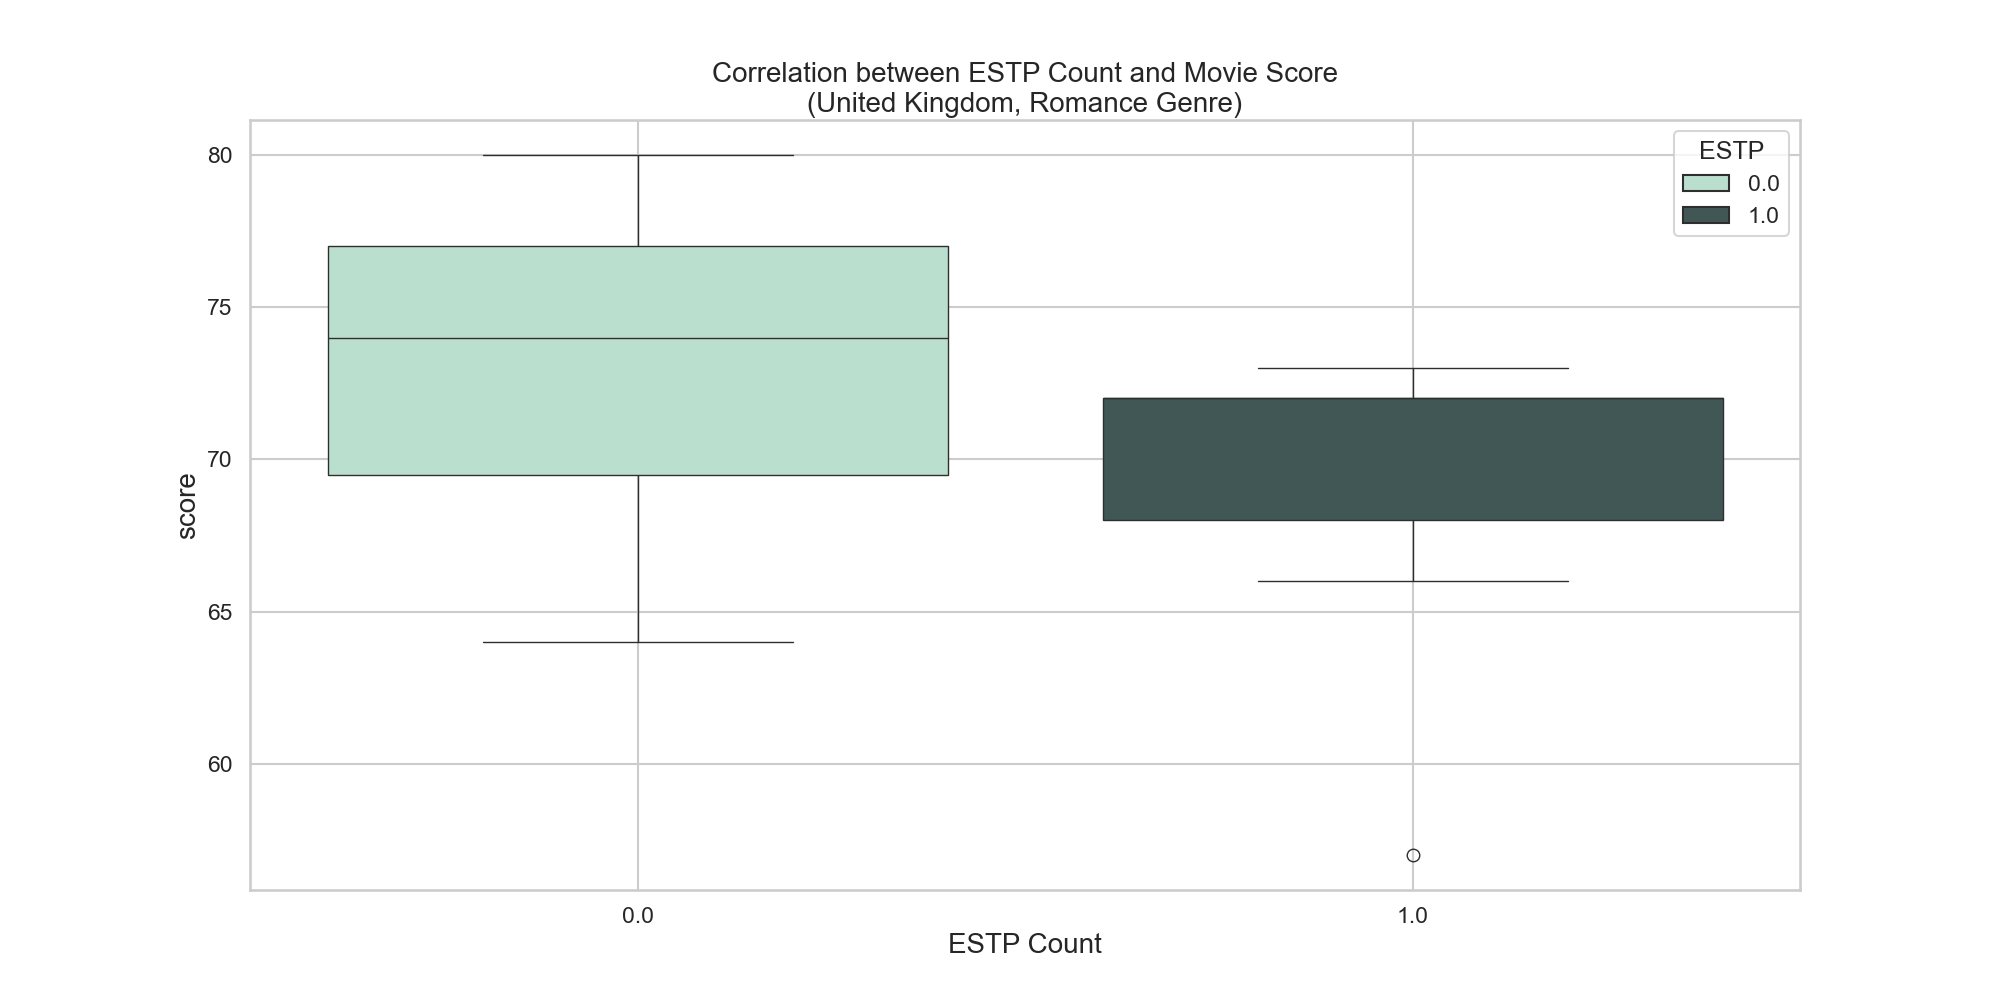 Correlation between ESTP Count and Movie Score
(United Kingdom, Romance Genre)
ESTP
0.0
1.0
80
75
70
65
60
score
0.0
1.0
ESTP Count